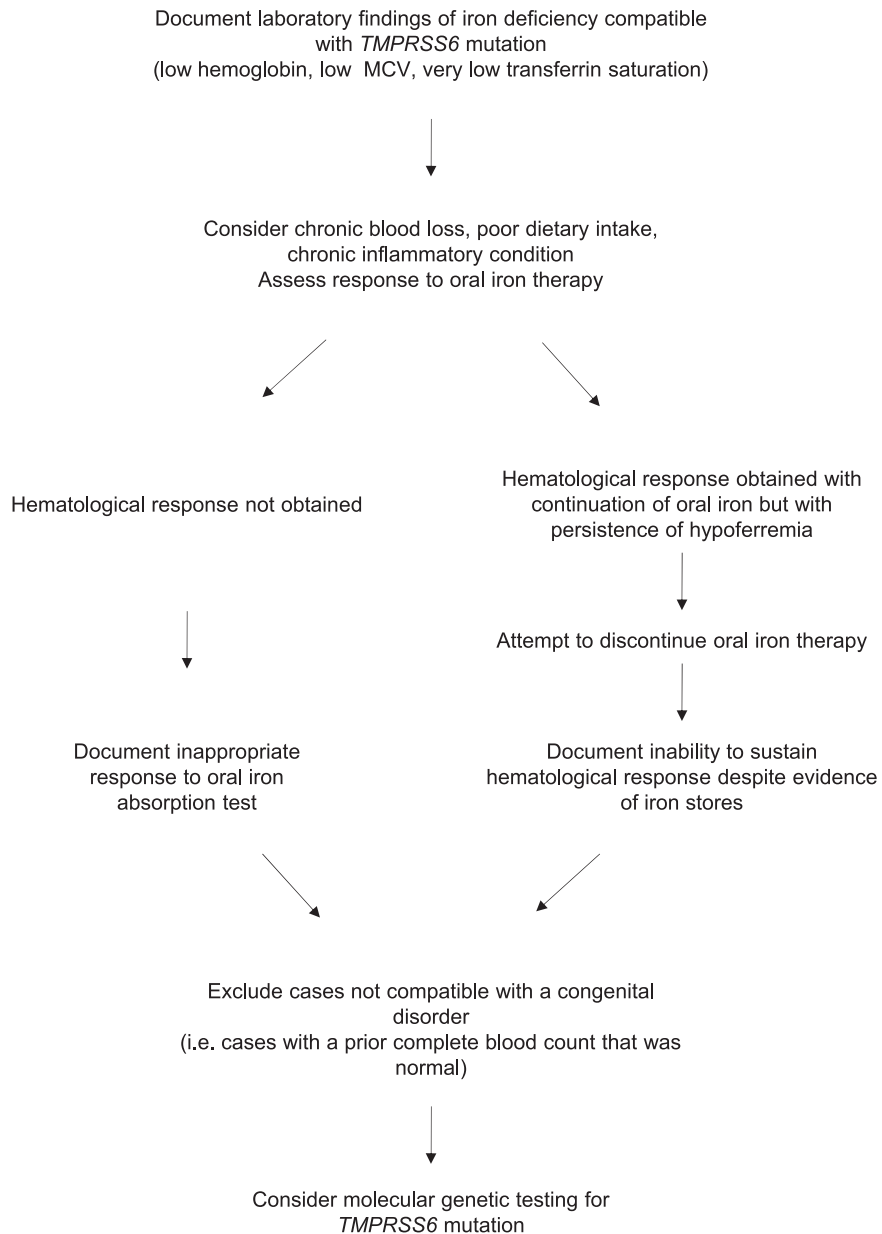 Document laboratory findings of iron deficiency compatible
with TMPRSS6 mutation
(low hemoglobin, low MCV, very low transferrin saturation)
Consider chronic blood loss, poor dietary intake,
chronic inflammatory condition
Assess response to oral iron therapy
Hematological response not obtained
Hematological response obtained with
continuation of oral iron but with
persistence of hypoferremia
Attempt to discontinue oral iron therapy
Document inappropriate
response to oral iron
absorption test
Document inability to sustain
hematological response despite evidence
of iron stores
Exclude cases not compatible with a congenital
disorder
(i.e. cases with a prior complete blood count that was
normal)
Consider molecular genetic testing for
TMPRSS6 mutation